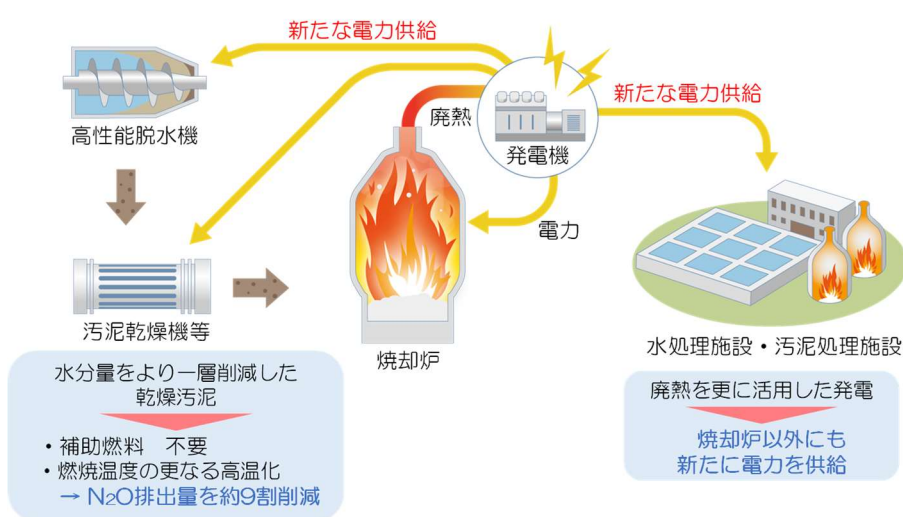 新たな電力供給
高性能脱水機
廃熱
発電機
新たな電力供給
電力
汚泥乾燥機等
焼却炉
水処理施設・汚泥処理施設
水分量をより一層削減した
乾燥汚泥
・補助燃料　不要
・燃焼温度の更なる高温化
→ N₂O排出量を約9割削減
廃熱を更に活用した発電
焼却炉以外にも
新たに電力を供給